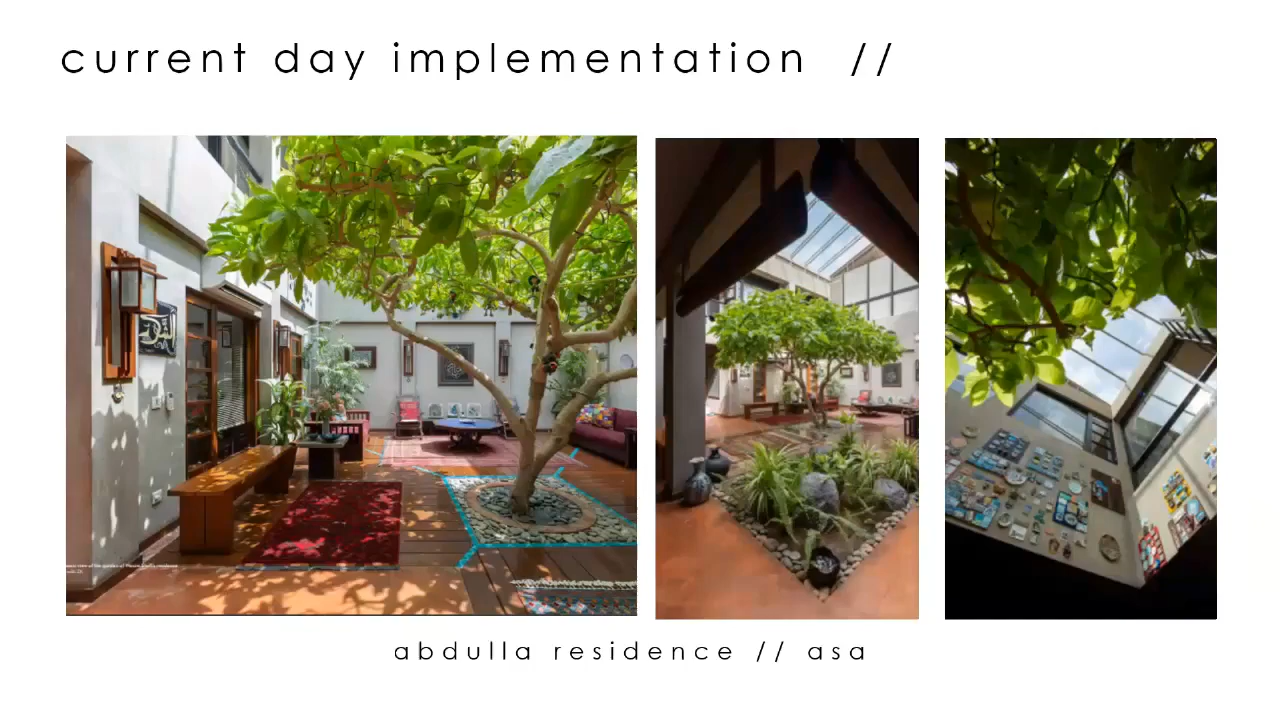 current day implementation //
abdulla residence // asa